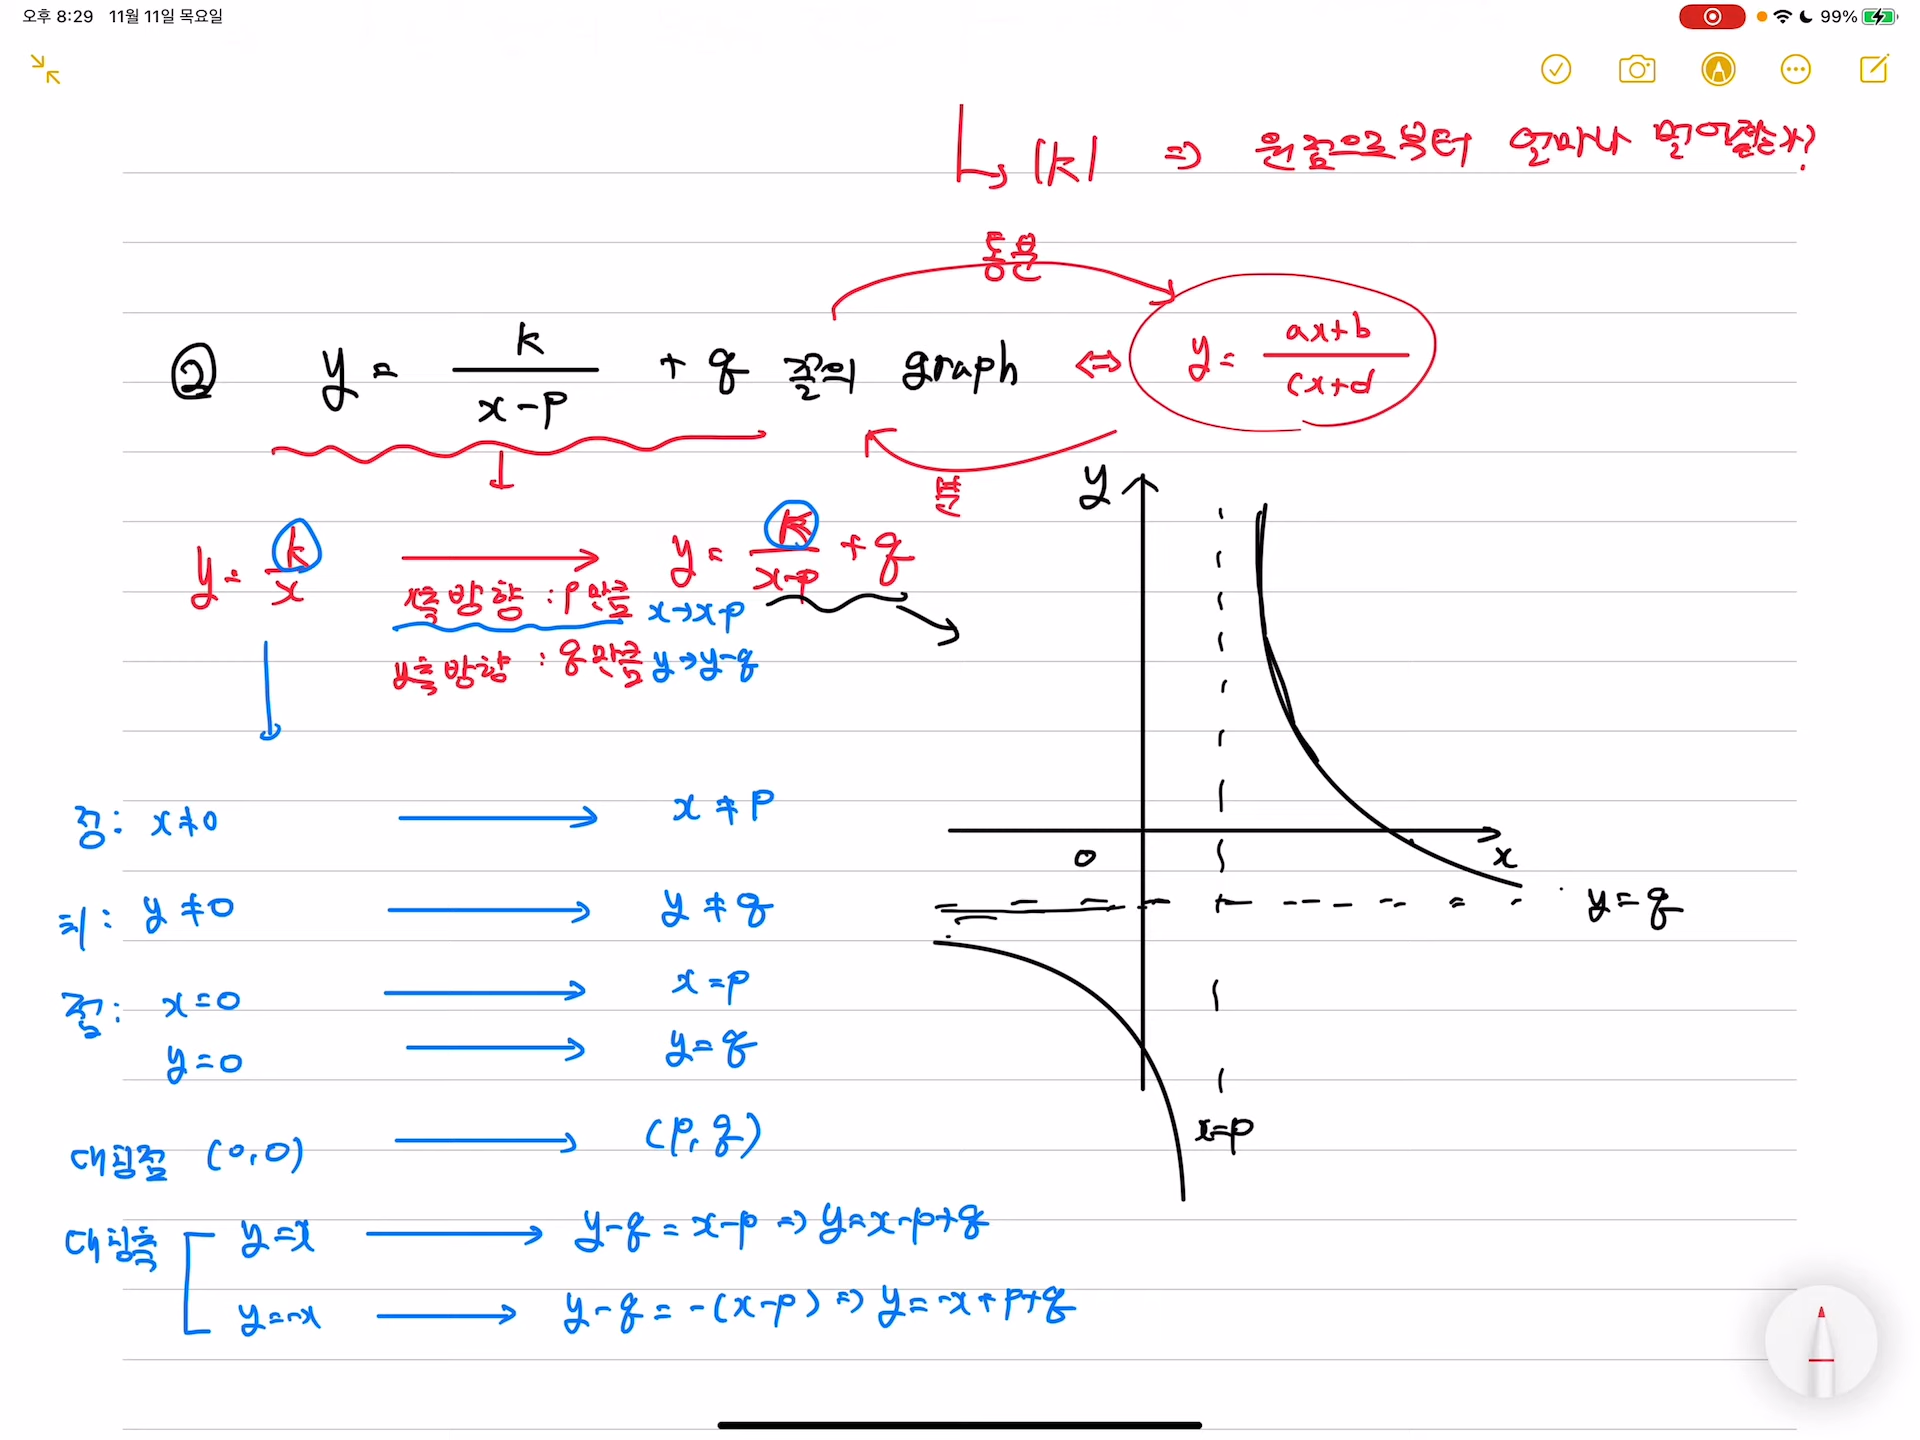 오후 8:29 11월 11일 목요일
99%
|k| ⇒ 원점으로부터 얼마나 멀어졌는가?
통분
② y = k/(x-p) + q 꼴의 graph ⇔ y = (ax+b)/(cx+d)
y
y = k/x → y = k/(x-p) + q
x축 방향 : p만큼 x→x-p
y축 방향 : q만큼 y→y-q
정: x≠0 → x≠p
0 x
치: y≠0 → y≠q
y=q
점: x=0 → x=p
y=0 → y=q
x=p
대칭점 (0,0) → (p,q)
대칭축 y=x → y-q=x-p ⇒ y=x-p+q
y=-x → y-q=-(x-p) ⇒ y=-x+p+q